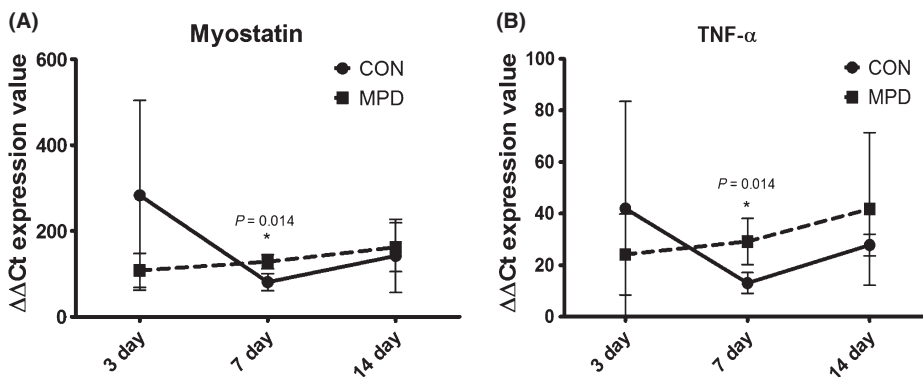 (A)
Myostatin
CON
MPD
ΔΔCt expression value
600
400
200
0
P = 0.014
*
3 day
7 day
14 day
(B)
TNF-α
CON
MPD
ΔΔCt expression value
100
80
60
40
20
0
P = 0.014
*
3 day
7 day
14 day